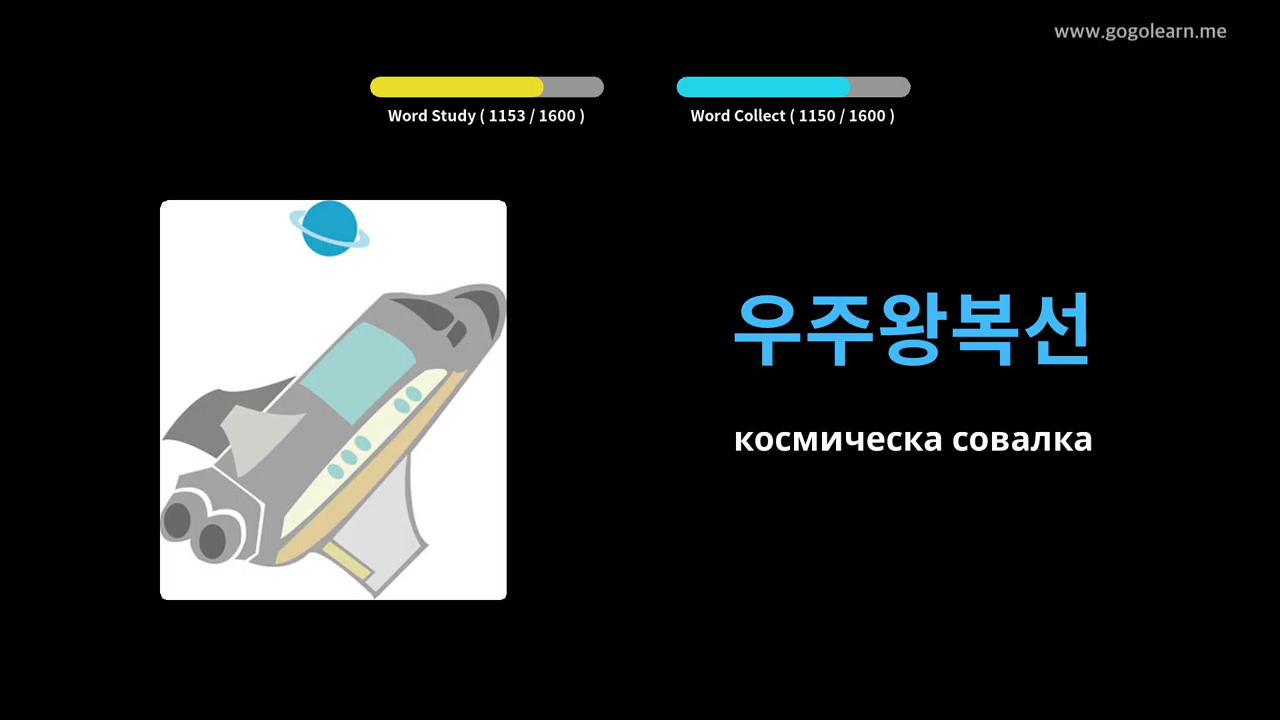 www.gogolearn.me
Word Study ( 1153 / 1600 )
Word Collect ( 1150 / 1600 )
우주왕복선
космическа совалка